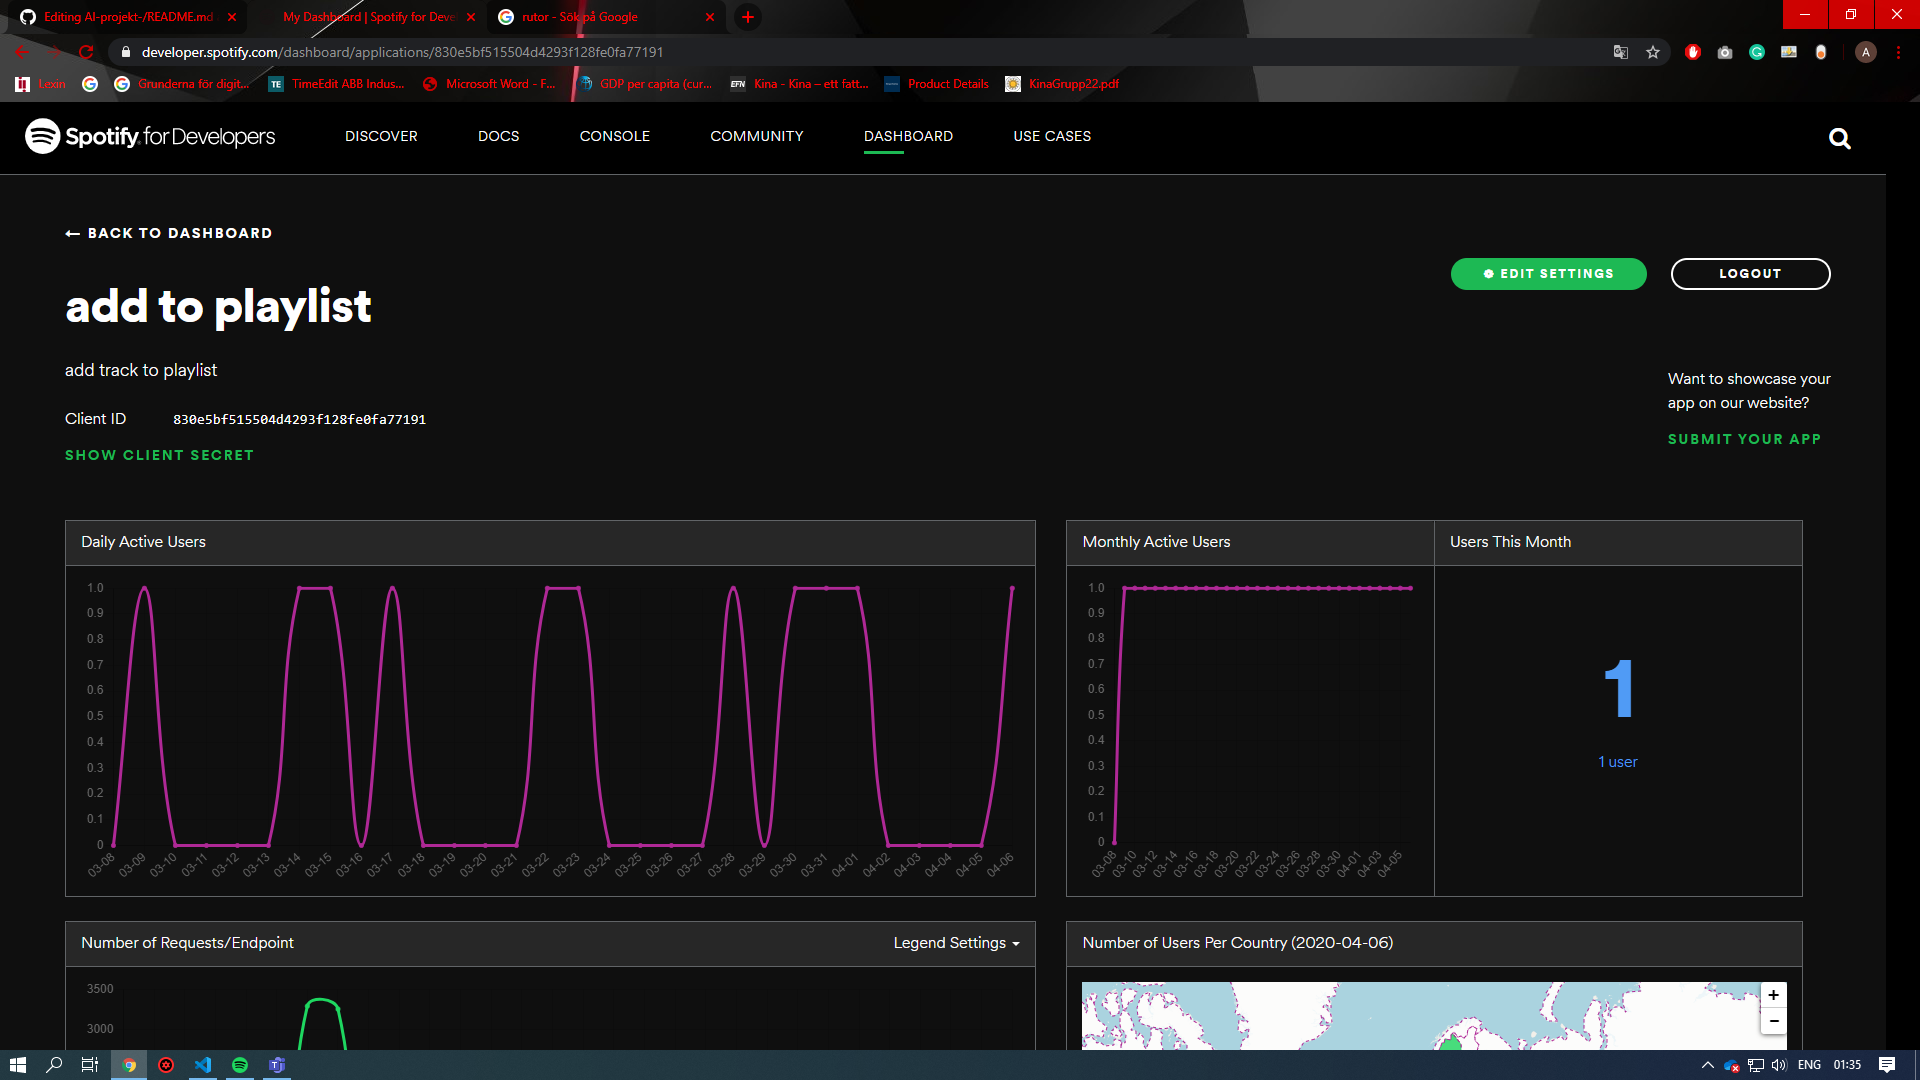 Editing AI-projekt-/README.md
My Dashboard | Spotify for Devel
rutor - Sök på Google
developer.spotify.com/dashboard/applications/830e5bf515504d4293f128fe0fa77191
A
Lexin
Grunderna för digit...
TE TimeEdit ABB Indus...
Microsoft Word - F...
GDP per capita (cur...
EFN Kina - Kina – ett fatt...
Product Details
KinaGrupp22.pdf
Spotify for Developers
DISCOVER
DOCS
CONSOLE
COMMUNITY
DASHBOARD
USE CASES
← BACK TO DASHBOARD
EDIT SETTINGS
LOGOUT
add to playlist
add track to playlist
Want to showcase your
app on our website?
Client ID 830e5bf515504d4293f128fe0fa77191
SUBMIT YOUR APP
SHOW CLIENT SECRET
Daily Active Users
1.0
0.9
0.8
0.7
0.6
0.5
0.4
0.3
0.2
0.1
0
03-08 03-09 03-10 03-11 03-12 03-13 03-14 03-15 03-16 03-17 03-18 03-19 03-20 03-21 03-22 03-23 03-24 03-25 03-26 03-27 03-28 03-29 03-30 03-31 04-01 04-02 04-03 04-04 04-05 04-06
Monthly Active Users
1.0
0.9
0.8
0.7
0.6
0.5
0.4
0.3
0.2
0.1
0
03-08 03-10 03-12 03-14 03-16 03-18 03-20 03-22 03-24 03-26 03-28 03-30 04-01 04-03 04-05
Users This Month
1
1 user
Number of Requests/Endpoint
Legend Settings
3500
3000
Number of Users Per Country (2020-04-06)
+
−
ENG
01:35